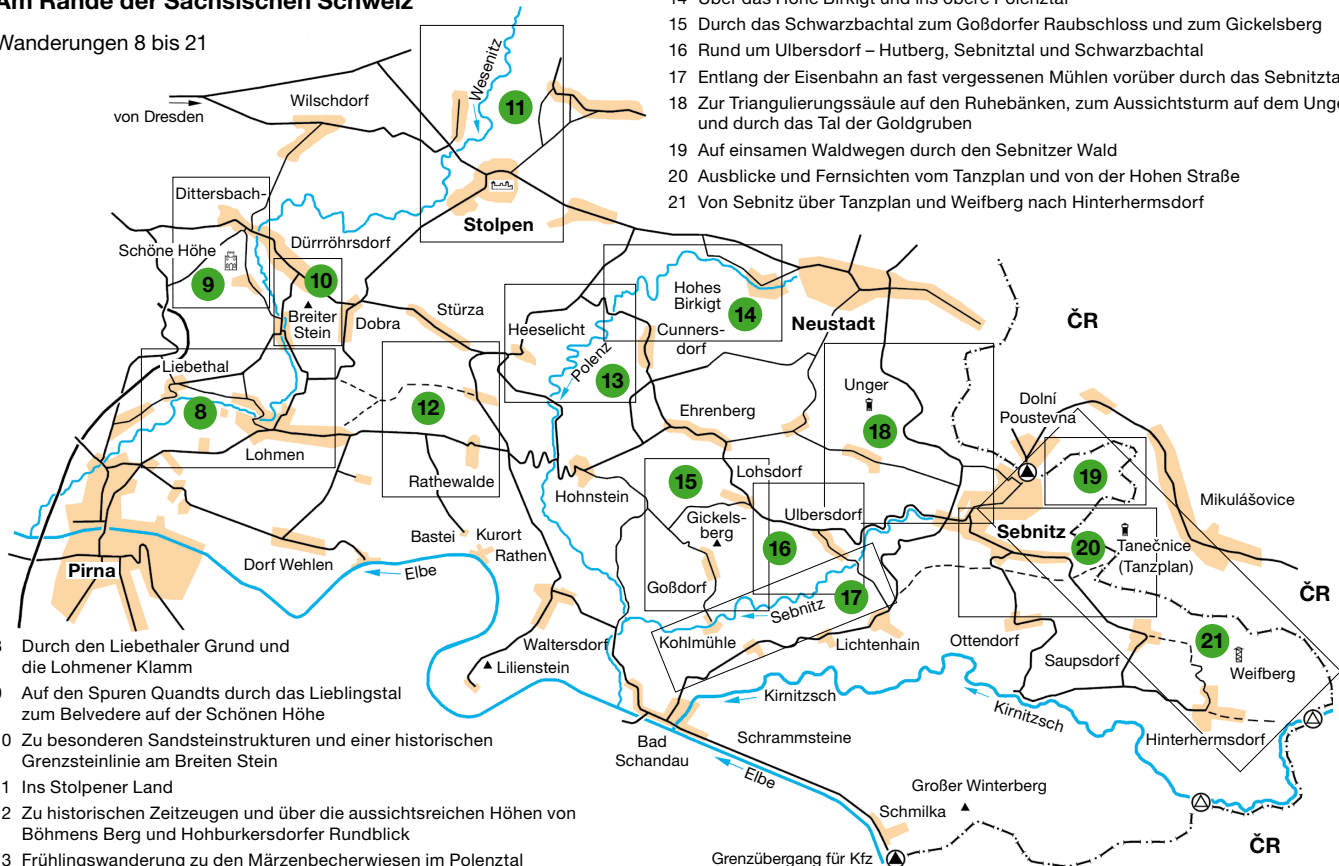 Am Rande der Sächsischen Schweiz
Wanderungen 8 bis 21
14 Über das Hohe Birkigt und ins obere Polenztal
15 Durch das Schwarzbachtal zum Goßdorfer Raubschloss und zum Gickelsberg
16 Rund um Ulbersdorf – Hutberg, Sebnitztal und Schwarzbachtal
17 Entlang der Eisenbahn an fast vergessenen Mühlen vorüber durch das Sebnitzta
18 Zur Triangulierungssäule auf den Ruhebänken, zum Aussichtsturm auf dem Unge
und durch das Tal der Goldgruben
19 Auf einsamen Waldwegen durch den Sebnitzer Wald
20 Ausblicke und Fernsichten vom Tanzplan und von der Hohen Straße
21 Von Sebnitz über Tanzplan und Weifberg nach Hinterhermsdorf
von Dresden
Wilschdorf
Wesenitz
11
Stolpen
Dittersbach-
Dürrröhrsdorf
Schöne Höhe
9
10
Breiter
Stein
Dobra
Stürza
Heeselicht
Polenz
13
Hohes
Birkigt
14
Cunners-
dorf
Neustadt
ČR
Liebethal
8
Lohmen
12
Rathewalde
Ehrenberg
Unger
18
Dolní
Poustevna
19
Mikulášovice
Hohnstein
15
Lohsdorf
Gickels-
berg
16
Ulbersdorf
Goßdorf
17
Sebnitz
20
Tanečnice
(Tanzplan)
ČR
Pirna
Dorf Wehlen
Bastei
Kurort
Rathen
Elbe
Waltersdorf
Lilienstein
Kohlmühle
Sebnitz
Lichtenhain
Ottendorf
Saupsdorf
21
Weifberg
Hinterhermsdorf
Kirnitzsch
Kirnitzsch
Bad
Schandau
Schrammsteine
Elbe
Großer Winterberg
Schmilka
Grenzübergang für Kfz
ČR
8 Durch den Liebethaler Grund und
die Lohmener Klamm
9 Auf den Spuren Quandts durch das Lieblingstal
zum Belvedere auf der Schönen Höhe
0 Zu besonderen Sandsteinstrukturen und einer historischen
Grenzsteinlinie am Breiten Stein
1 Ins Stolpener Land
2 Zu historischen Zeitzeugen und über die aussichtsreichen Höhen von
Böhmens Berg und Hohburkersdorfer Rundblick
3 Frühlingswanderung zu den Märzenbecherwiesen im Polenztal